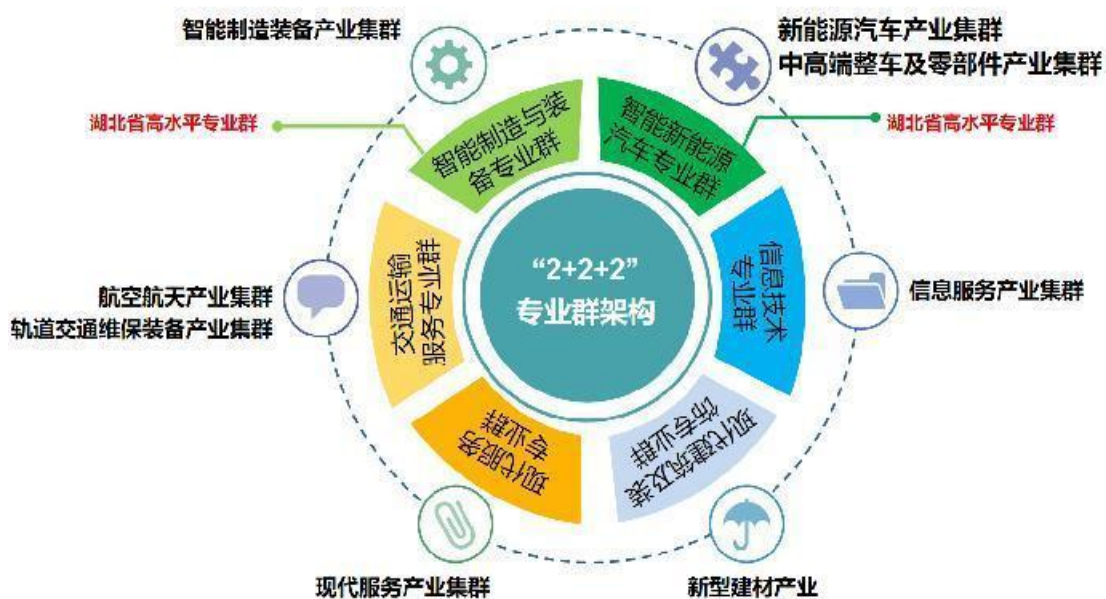 智能制造装备产业集群
新能源汽车产业集群
中高端整车及零部件产业集群
湖北省高水平专业群
湖北省高水平专业群
智能制造与装
备专业群
智能新能源
汽车专业群
交通运输
服务专业群
“2+2+2”
专业群架构
信息技术
专业群
航空航天产业集群
轨道交通维保装备产业集群
信息服务产业集群
现代服务
专业群
现代建筑及装
饰专业群
现代服务产业集群
新型建材产业